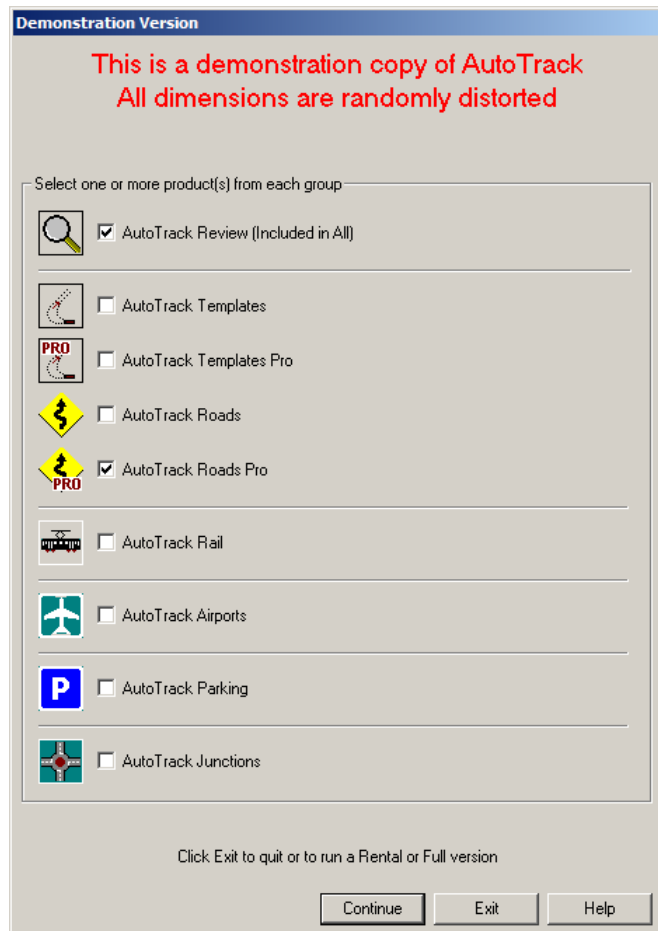 Demonstration Version
This is a demonstration copy of AutoTrack
All dimensions are randomly distorted
Select one or more product(s) from each group
AutoTrack Review (Included in All)
AutoTrack Templates
PRO
AutoTrack Templates Pro
AutoTrack Roads
PRO
AutoTrack Roads Pro
AutoTrack Rail
AutoTrack Airports
P
AutoTrack Parking
AutoTrack Junctions
Click Exit to quit or to run a Rental or Full version
Continue
Exit
Help